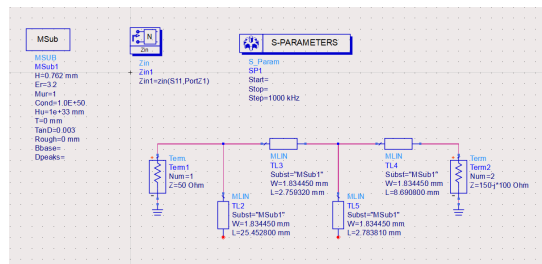 MSub
MSUB
MSub1
H=0.762 mm
Er=3.2
Mur=1
Cond=1.0E+50
Hu=1e+33 mm
T=0 mm
TanD=0.003
Rough=0 mm
Bbase=
Dpeaks=
N
Zin
Zin
Zin1
Zin1=zin(S11,PortZ1)
S-PARAMETERS
S_Param
SP1
Start=
Stop=
Step=1000 kHz
Term
Term1
Num=1
Z=50 Ohm
MLIN
TL2
Subst="MSub1"
W=1.834450 mm
L=25.452800 mm
MLIN
TL3
Subst="MSub1"
W=1.834450 mm
L=2.759320 mm
MLIN
TL5
Subst="MSub1"
W=1.834450 mm
L=2.783810 mm
MLIN
TL4
Subst="MSub1"
W=1.834450 mm
L=8.690800 mm
Term
Term2
Num=2
Z=150-j*100 Ohm